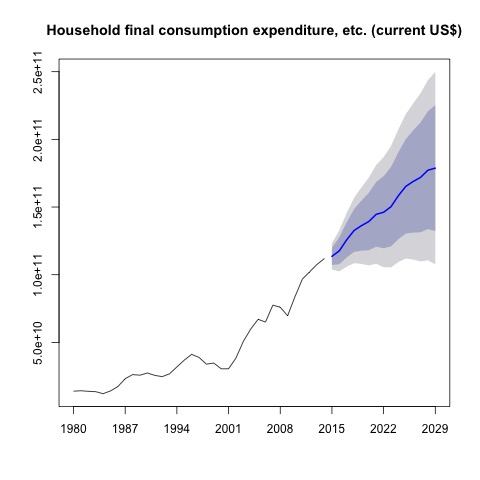 Household final consumption expenditure, etc. (current US$)
2.5e+11
2.0e+11
1.5e+11
1.0e+11
5.0e+10
1980 1987 1994 2001 2008 2015 2022 2029